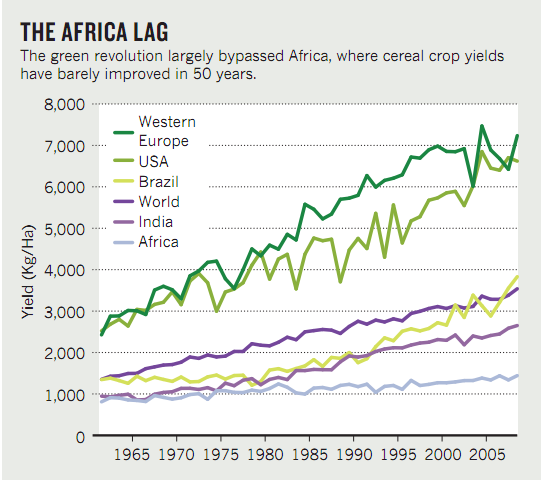 THE AFRICA LAG
The green revolution largely bypassed Africa, where cereal crop yields
have barely improved in 50 years.
8,000
7,000
6,000
5,000
4,000
3,000
2,000
1,000
0
Yield (Kg/Ha)
Western
Europe
USA
Brazil
World
India
Africa
1965 1970 1975 1980 1985 1990 1995 2000 2005